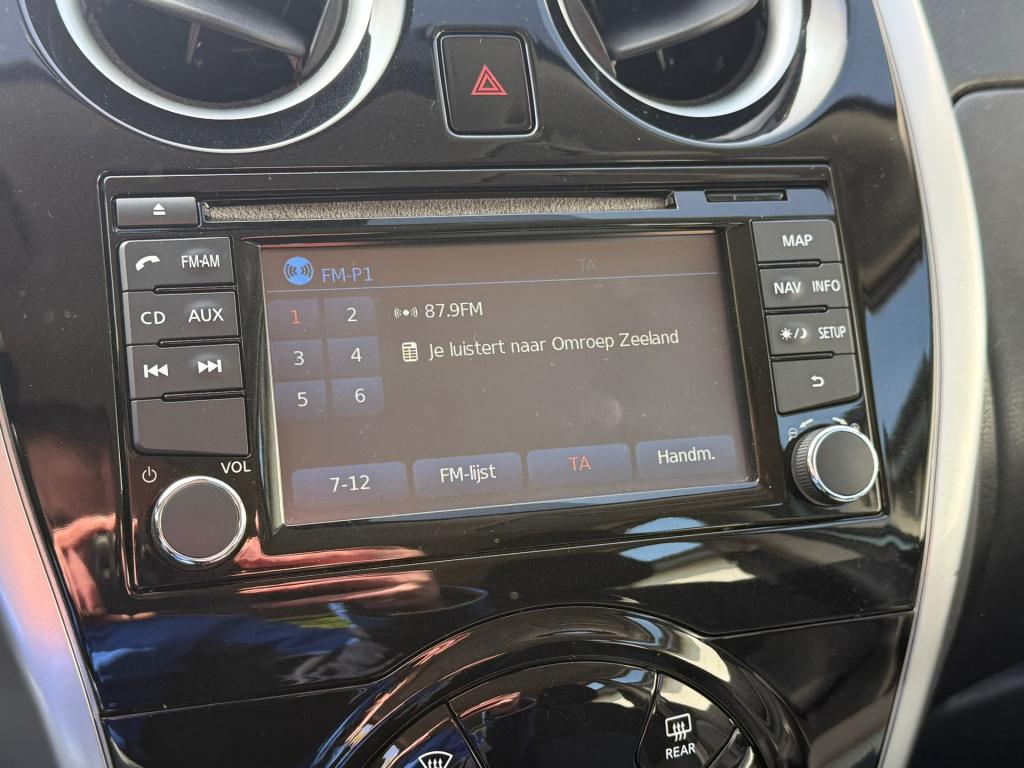 FM·AM
CD AUX
VOL
FM-P1 TA
1 2
3 4
5 6
87.9FM
Je luistert naar Omroep Zeeland
7-12 FM-lijst TA Handm.
MAP
NAV INFO
SETUP
REAR